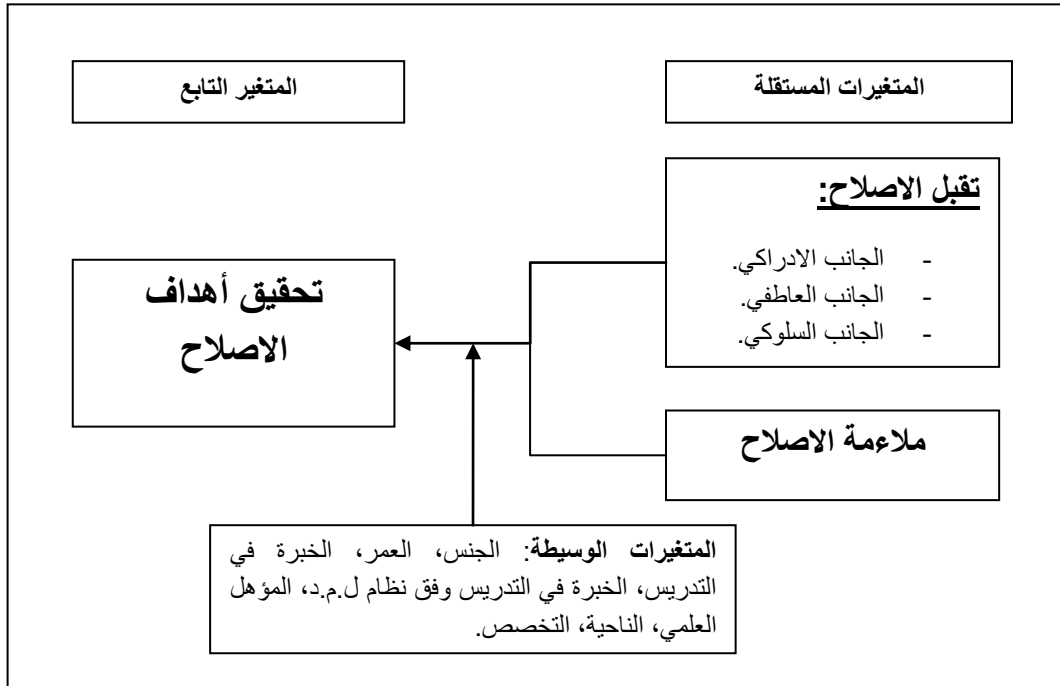 المتغيرات المستقلة
المتغير التابع
تقبل الاصلاح:
- الجانب الادراكي.
- الجانب العاطفي.
- الجانب السلوكي.
تحقيق أهداف
الاصلاح
ملاءمة الاصلاح
المتغيرات الوسيطة: الجنس، العمر، الخبرة في
التدريس، الخبرة في التدريس وفق نظام ل.م.د، المؤهل
العلمي، الناحية، التخصص.